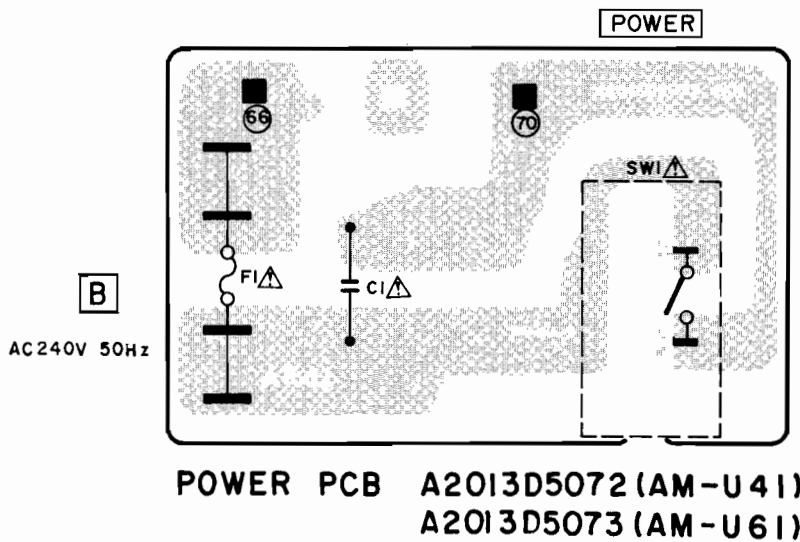 POWER
66
70
SW1⚠
F1⚠
C1⚠
B
AC240V 50Hz
POWER PCB A2013D5072(AM-U41)
A2013D5073(AM-U61)